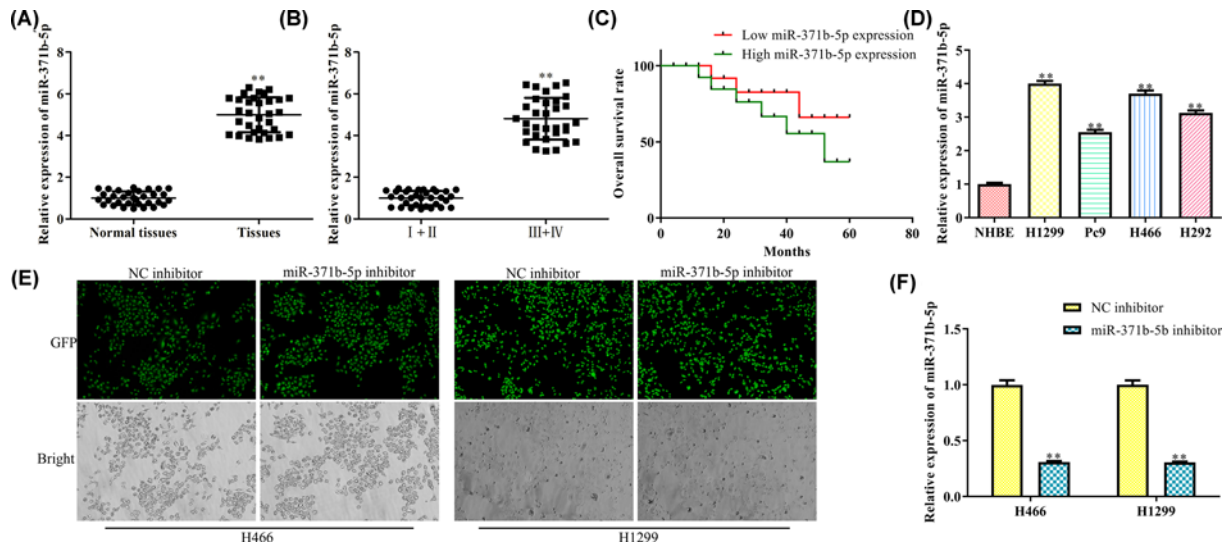 (A)
Relative expression of miR-371b-5p
8
6
4
2
0
**
Normal tissues
Tissues
(B)
Relative expression of miR-371b-5p
8
6
4
2
0
**
I + II
III+IV
(C)
Low miR-371b-5p expression
High miR-371b-5p expression
Overall survival rate
100
50
0
0
20
40
60
80
Months
(D)
Relative expression of miR-371b-5p
5
4
3
2
1
0
**
**
**
**
NHBE
H1299
Pc9
H466
H292
(E)
NC inhibitor
miR-371b-5p inhibitor
NC inhibitor
miR-371b-5p inhibitor
GFP
Bright
H466
H1299
(F)
NC inhibitor
miR-371b-5b inhibitor
Relative expression of miR-371b-5p
1.5
1.0
0.5
0.0
**
**
H466
H1299